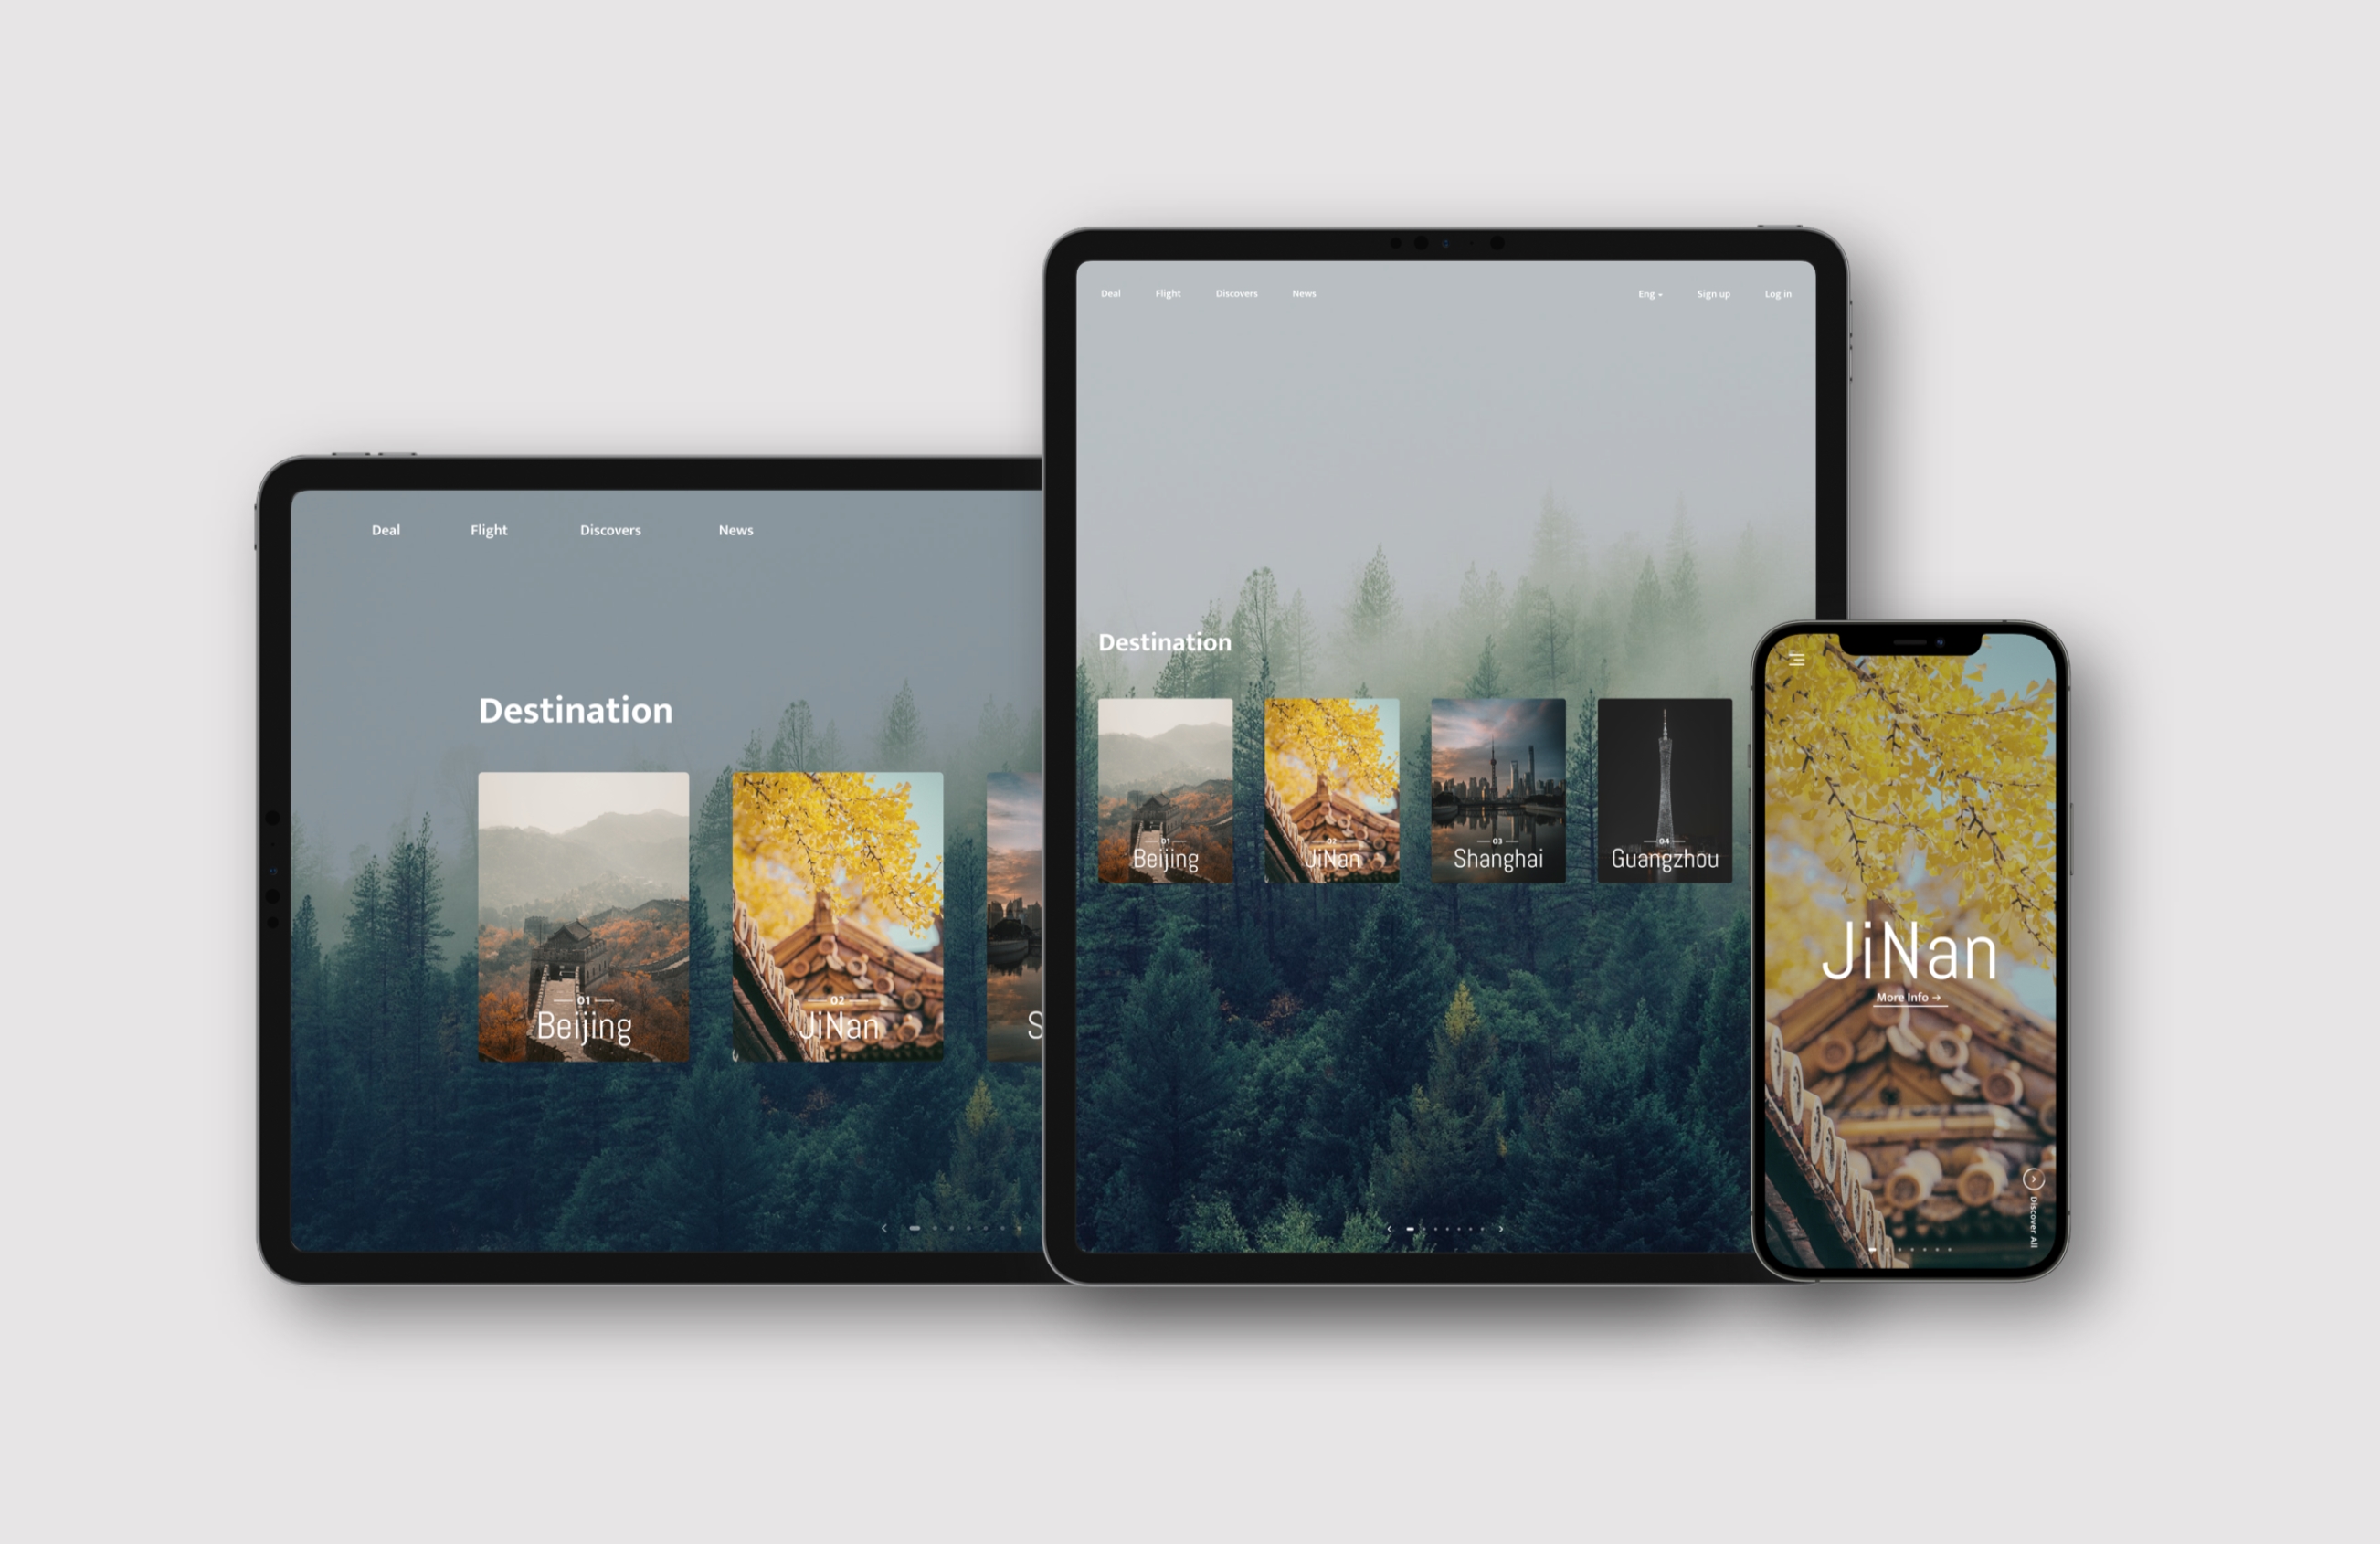 Deal Flight Discovers News
Destination
01
Beijing
02
JiNan
S
Deal Flight Discovers News Eng Sign up Log in
Destination
01
Beijing
02
JiNan
03
Shanghai
04
Guangzhou
JiNan
More Info →
Discover All